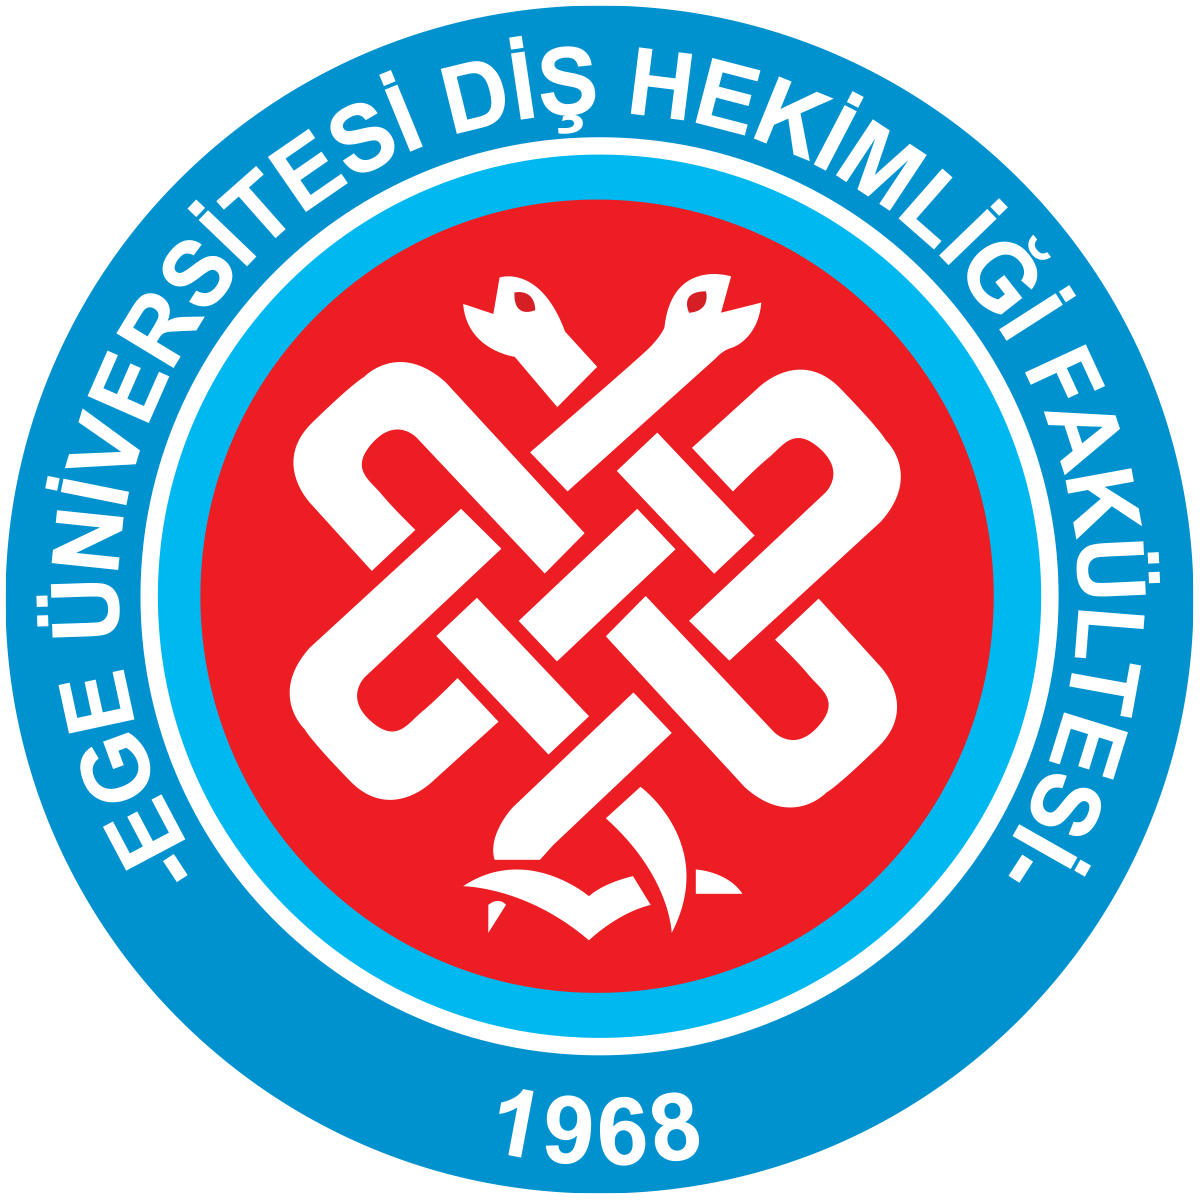 -EGE ÜNİVERSİTESİ DİŞ HEKİMLİĞİ FAKÜLTESİ-
1968